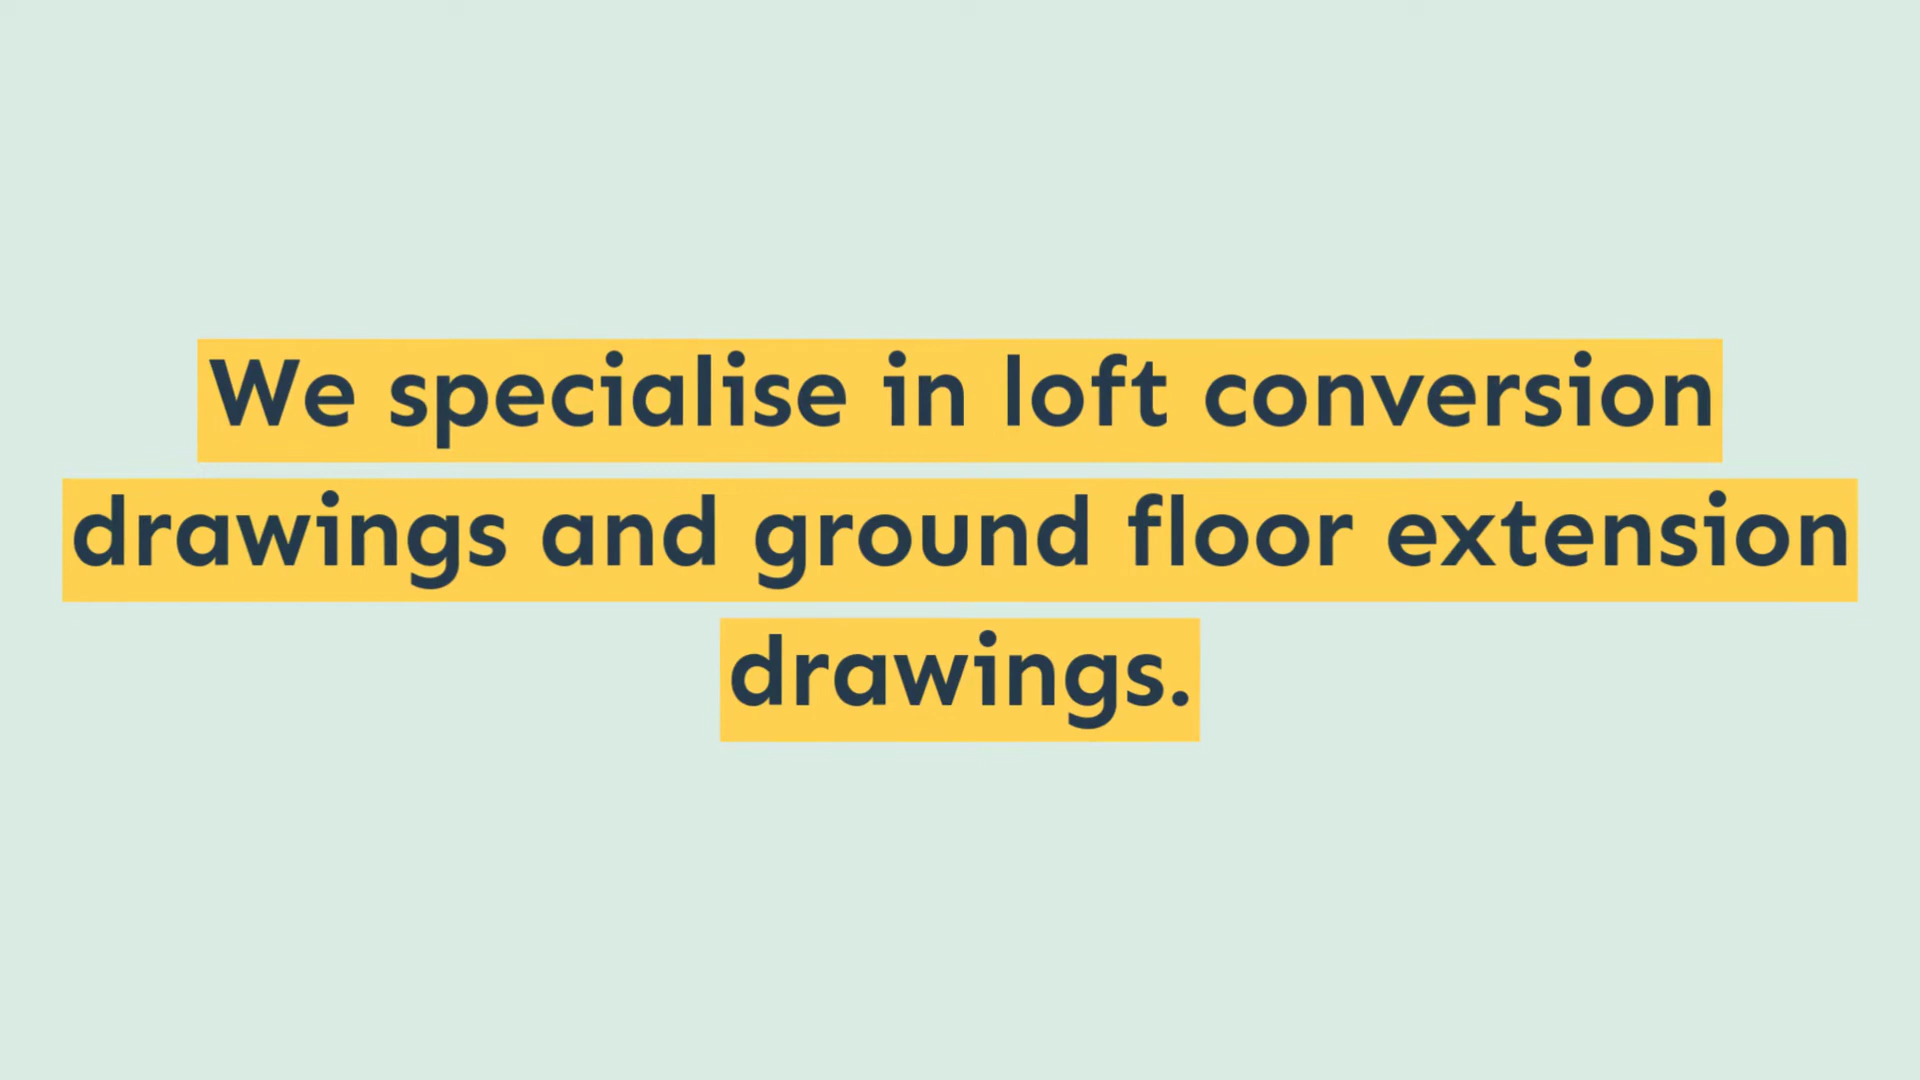 We specialise in loft conversion
drawings and ground floor extension
drawings.